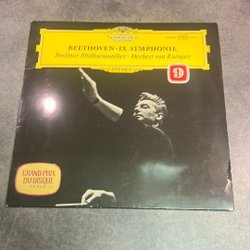 BEETHOVEN · IX. SYMPHONIE
Berliner Philharmoniker · Herbert von Karajan
STEREO
9
GRAND PRIX
DU DISQUE
PARIS